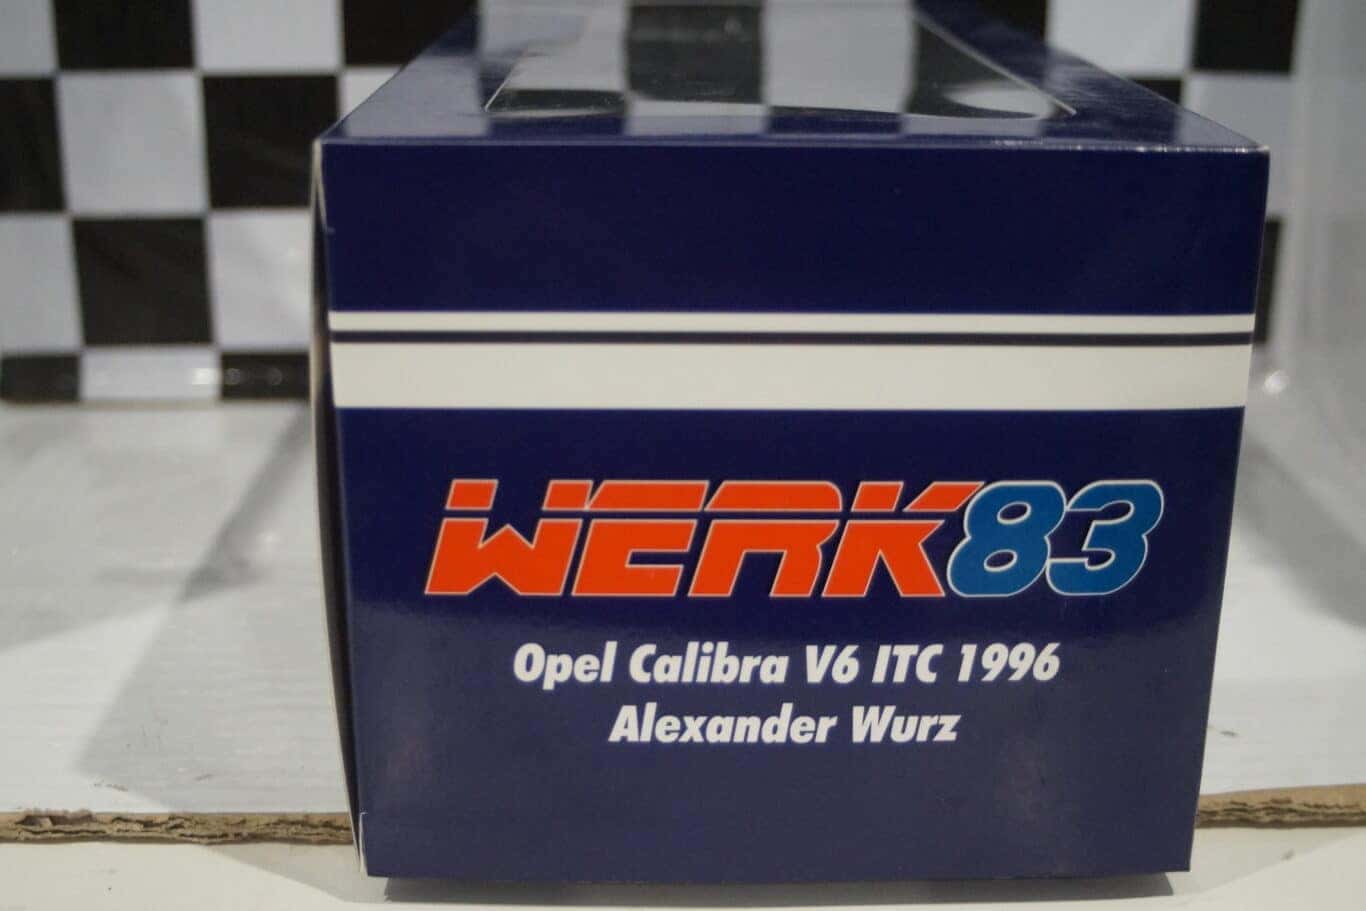 WERK83
Opel Calibra V6 ITC 1996
Alexander Wurz